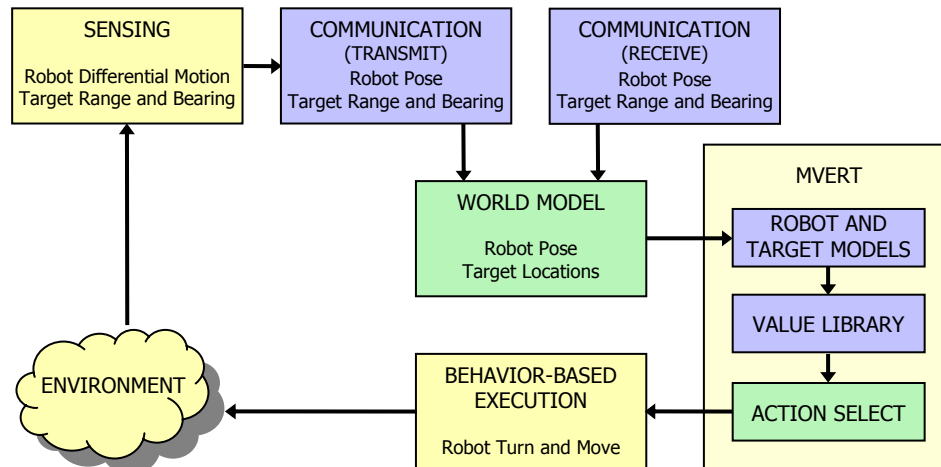 SENSING
Robot Differential Motion
Target Range and Bearing
COMMUNICATION
(TRANSMIT)
Robot Pose
Target Range and Bearing
COMMUNICATION
(RECEIVE)
Robot Pose
Target Range and Bearing
WORLD MODEL
Robot Pose
Target Locations
MVERT
ROBOT AND
TARGET MODELS
VALUE LIBRARY
ACTION SELECT
BEHAVIOR-BASED
EXECUTION
Robot Turn and Move
ENVIRONMENT